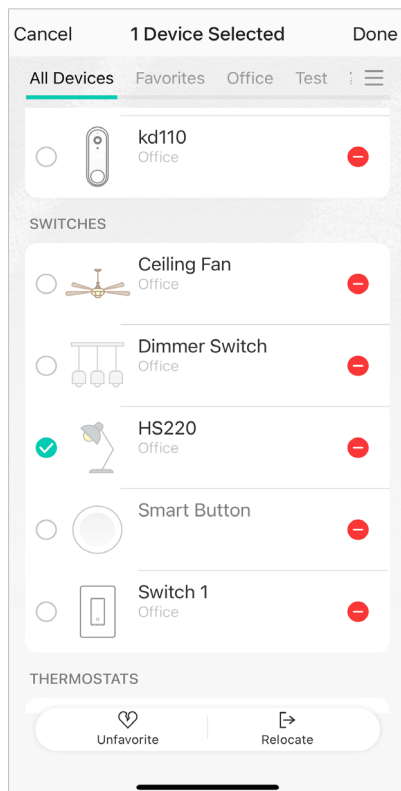 Cancel 1 Device Selected Done
All Devices Favorites Office Test
kd110
Office
SWITCHES
Ceiling Fan
Office
Dimmer Switch
Office
HS220
Office
Smart Button
Switch 1
Office
THERMOSTATS
Unfavorite Relocate